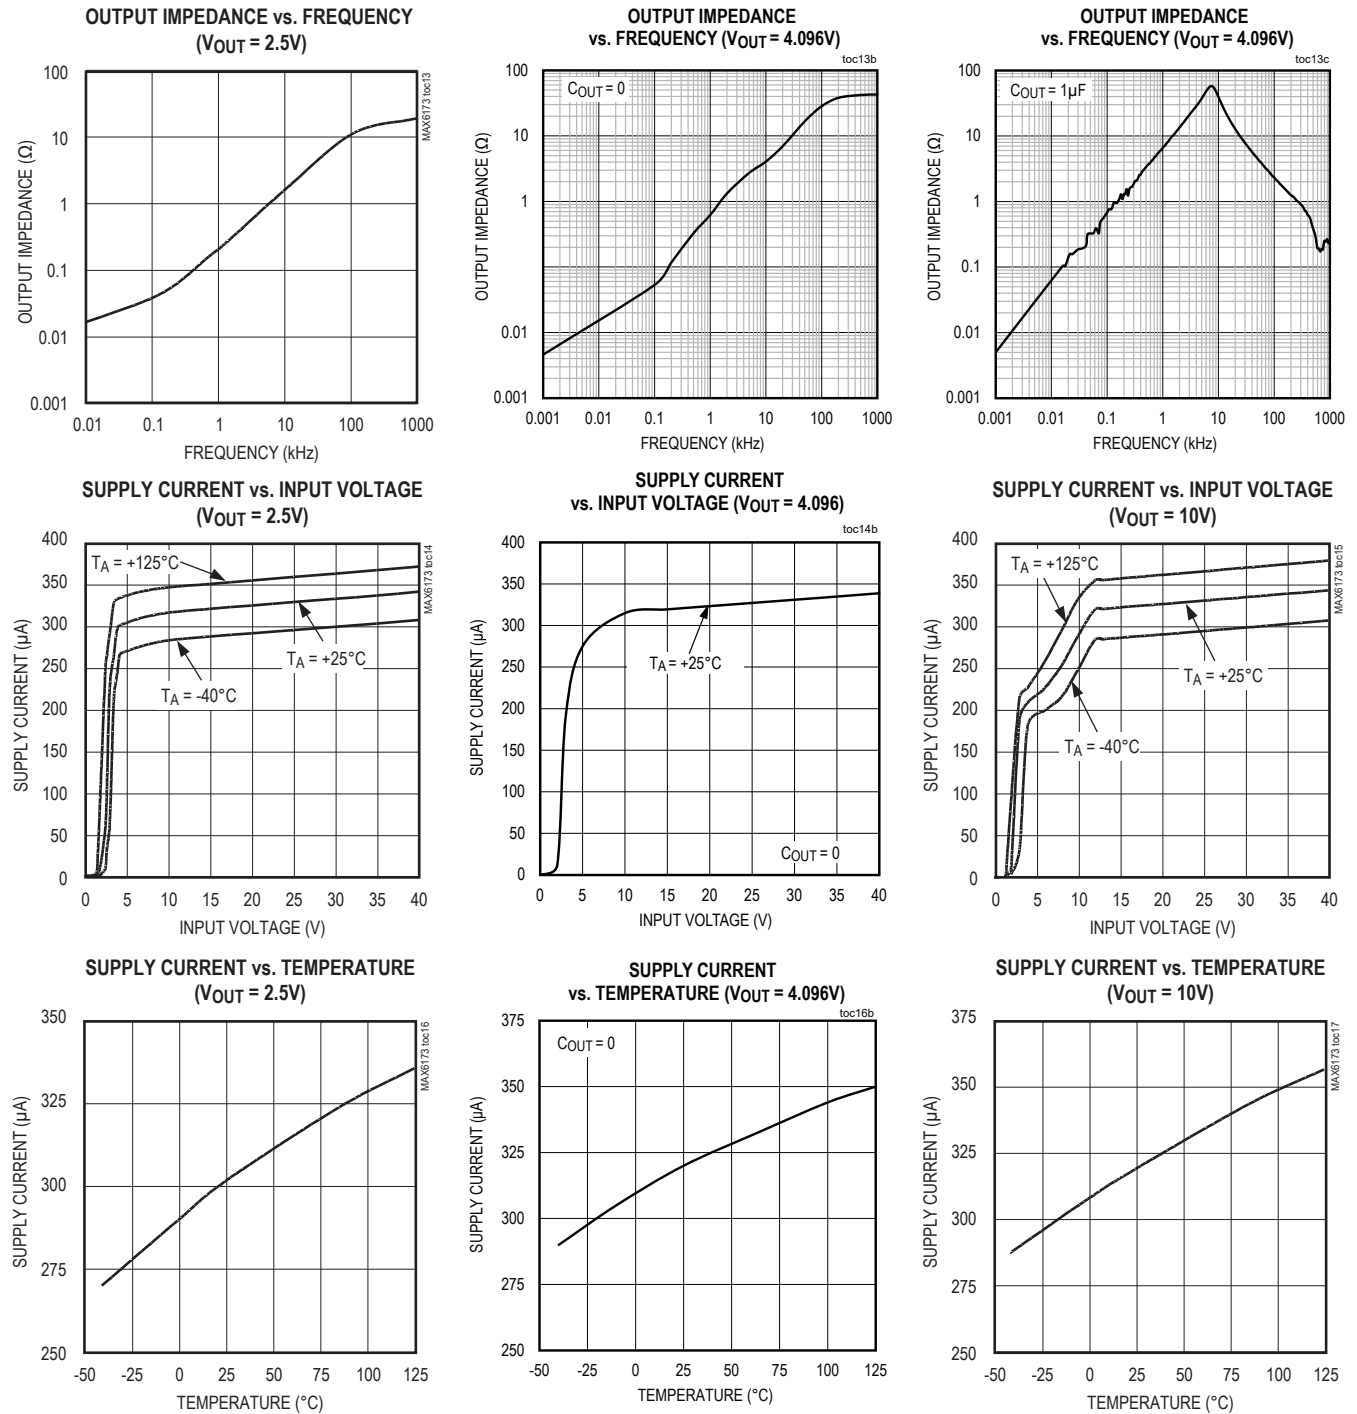 OUTPUT IMPEDANCE vs. FREQUENCY
(VOUT = 2.5V)
MAX6173 toc13
OUTPUT IMPEDANCE (Ω)
100
10
1
0.1
0.01
0.001
0.01 0.1 1 10 100 1000
FREQUENCY (kHz)
OUTPUT IMPEDANCE
vs. FREQUENCY (VOUT = 4.096V)
toc13b
COUT = 0
OUTPUT IMPEDANCE (Ω)
100
10
1
0.1
0.01
0.001
0.001 0.01 0.1 1 10 100 1000
FREQUENCY (kHz)
OUTPUT IMPEDANCE
vs. FREQUENCY (VOUT = 4.096V)
toc13c
COUT = 1µF
OUTPUT IMPEDANCE (Ω)
100
10
1
0.1
0.01
0.001
0.001 0.01 0.1 1 10 100 1000
FREQUENCY (kHz)
SUPPLY CURRENT vs. INPUT VOLTAGE
(VOUT = 2.5V)
MAX6173 toc14
SUPPLY CURRENT (µA)
400
350
300
250
200
150
100
50
0
TA = +125°C
TA = +25°C
TA = -40°C
0 5 10 15 20 25 30 35 40
INPUT VOLTAGE (V)
SUPPLY CURRENT
vs. INPUT VOLTAGE (VOUT = 4.096)
toc14b
SUPPLY CURRENT (µA)
400
350
300
250
200
150
100
50
0
TA = +25°C
COUT = 0
0 5 10 15 20 25 30 35 40
INPUT VOLTAGE (V)
SUPPLY CURRENT vs. INPUT VOLTAGE
(VOUT = 10V)
MAX6173 toc15
SUPPLY CURRENT (µA)
400
350
300
250
200
150
100
50
0
TA = +125°C
TA = +25°C
TA = -40°C
0 5 10 15 20 25 30 35 40
INPUT VOLTAGE (V)
SUPPLY CURRENT vs. TEMPERATURE
(VOUT = 2.5V)
MAX6173 toc16
SUPPLY CURRENT (µA)
350
325
300
275
250
-50 -25 0 25 50 75 100 125
TEMPERATURE (°C)
SUPPLY CURRENT
vs. TEMPERATURE (VOUT = 4.096V)
toc16b
COUT = 0
SUPPLY CURRENT (µA)
375
350
325
300
275
250
-50 -25 0 25 50 75 100 125
TEMPERATURE (°C)
SUPPLY CURRENT vs. TEMPERATURE
(VOUT = 10V)
MAX6173 toc17
SUPPLY CURRENT (µA)
375
350
325
300
275
250
-50 -25 0 25 50 75 100 125
TEMPERATURE (°C)